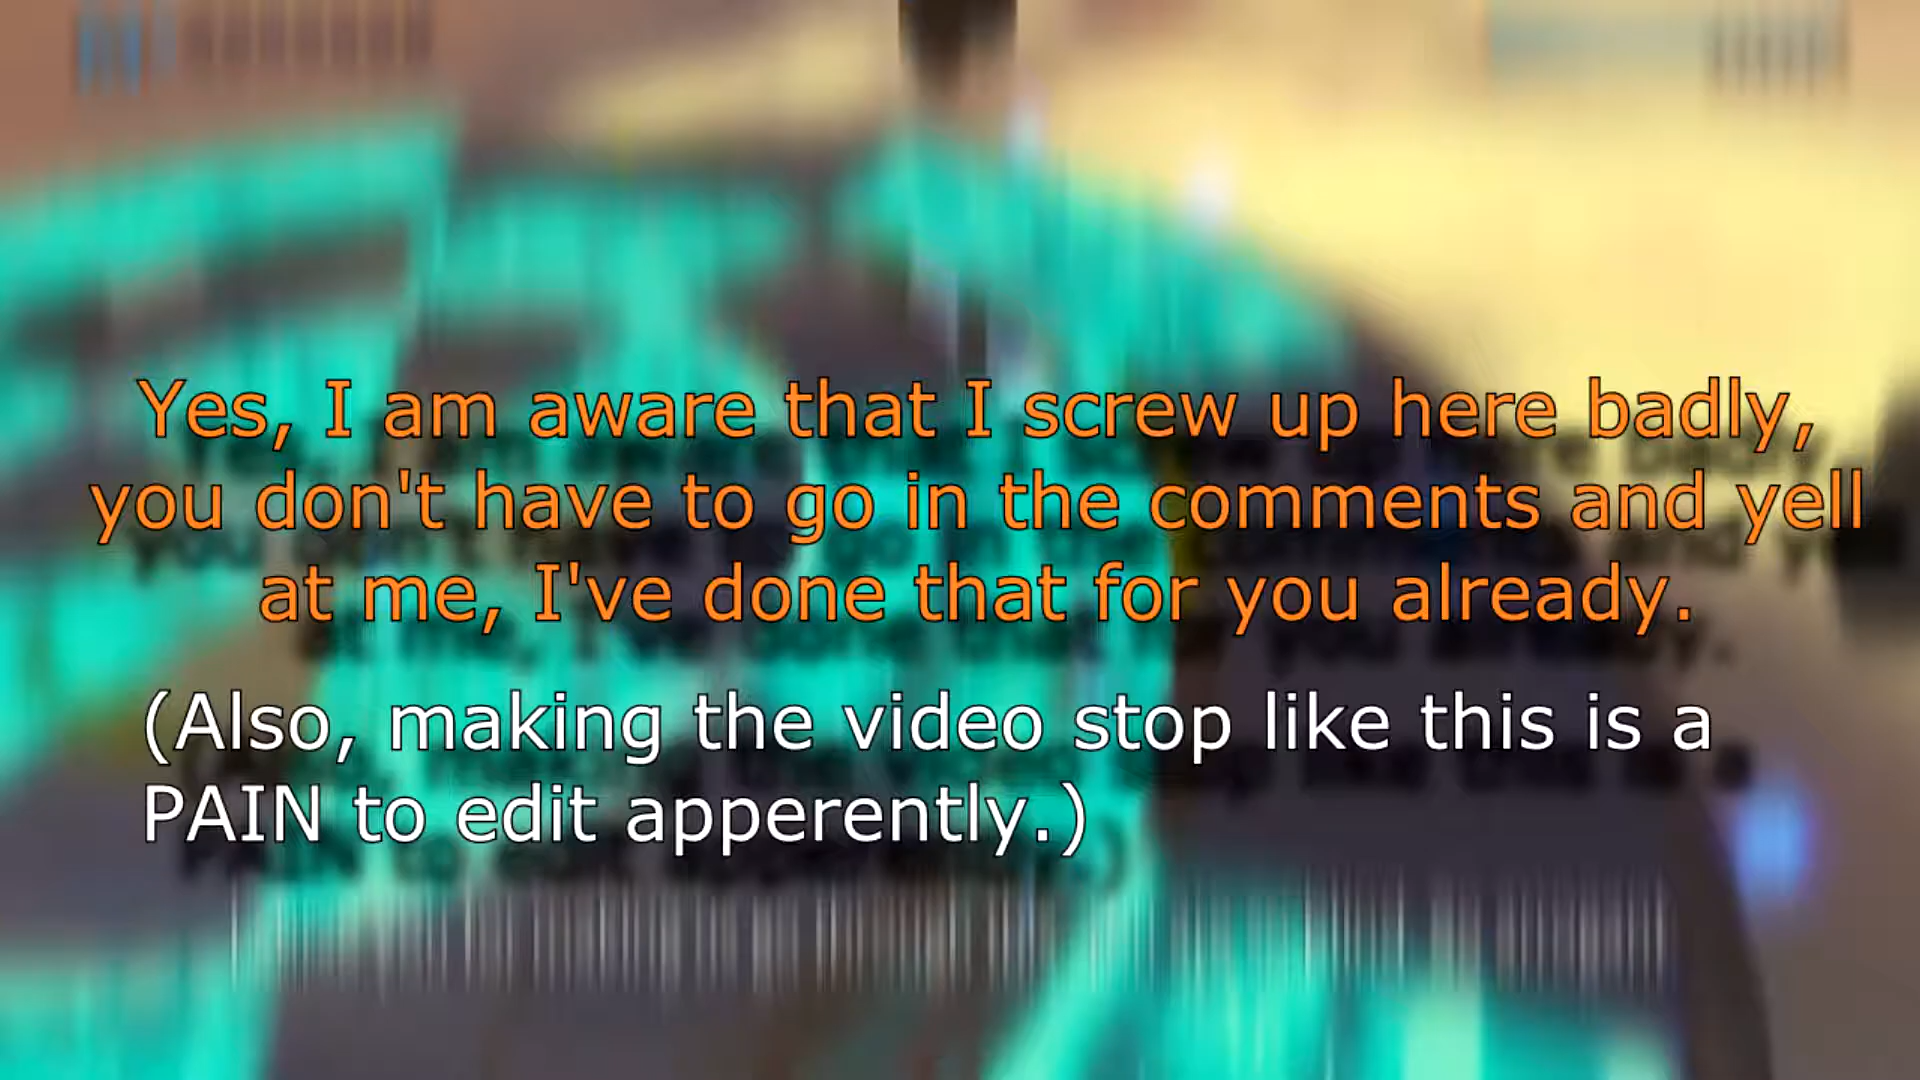 Yes, I am aware that I screw up here badly,
you don't have to go in the comments and yell
at me, I've done that for you already.
(Also, making the video stop like this is a
PAIN to edit apperently.)